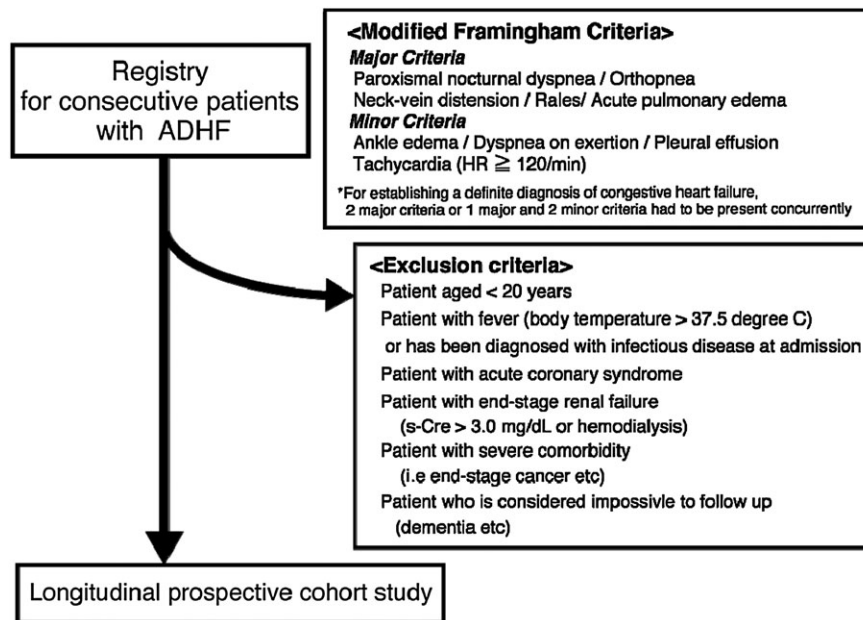 Registry
for consecutive patients
with ADHF
<Modified Framingham Criteria>
Major Criteria
Paroxismal nocturnal dyspnea / Orthopnea
Neck-vein distension / Rales/ Acute pulmonary edema
Minor Criteria
Ankle edema / Dyspnea on exertion / Pleural effusion
Tachycardia (HR ≧ 120/min)
*For establishing a definite diagnosis of congestive heart failure,
2 major criteria or 1 major and 2 minor criteria had to be present concurrently
<Exclusion criteria>
Patient aged < 20 years
Patient with fever (body temperature > 37.5 degree C)
or has been diagnosed with infectious disease at admission
Patient with acute coronary syndrome
Patient with end-stage renal failure
(s-Cre > 3.0 mg/dL or hemodialysis)
Patient with severe comorbidity
(i.e end-stage cancer etc)
Patient who is considered impossivle to follow up
(dementia etc)
Longitudinal prospective cohort study